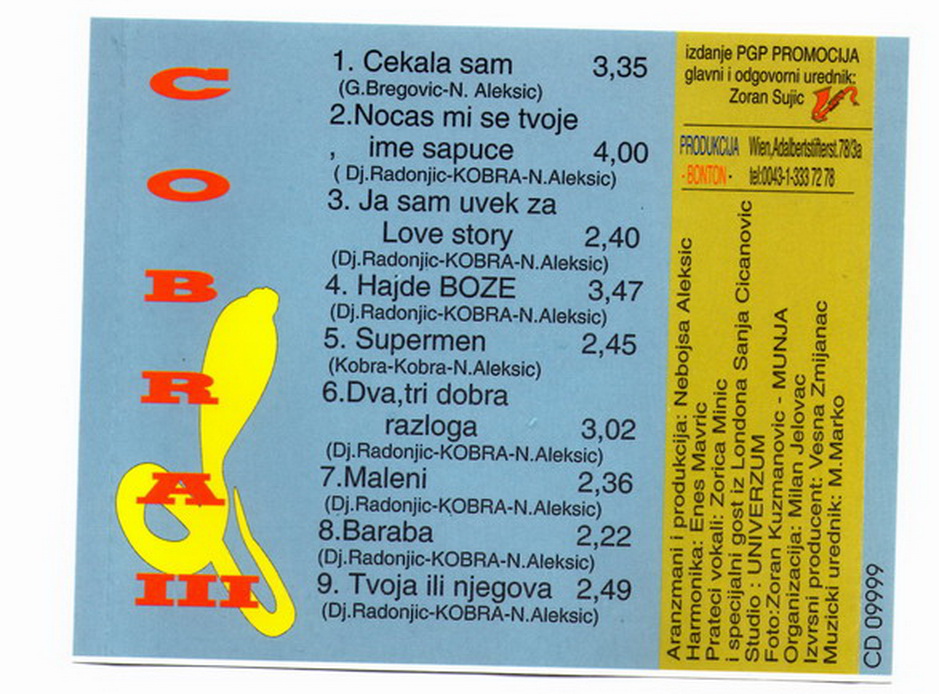 C
O
B
R
A
III
1. Cekala sam 3,35
(G.Bregovic-N. Aleksic)
2.Nocas mi se tvoje
, ime sapuce 4,00
( Dj.Radonjic-KOBRA-N.Aleksic)
3. Ja sam uvek za
Love story 2,40
(Dj.Radonjic-KOBRA-N.Aleksic)
4. Hajde BOZE 3,47
(Dj.Radonjic-KOBRA-N.Aleksic)
5. Supermen 2,45
(Kobra-Kobra-N.Aleksic)
6.Dva,tri dobra
razloga 3,02
(Dj.Radonjic-KOBRA-N.Aleksic)
7.Maleni 2,36
(Dj.Radonjic-KOBRA-N.Aleksic)
8.Baraba 2,22
(Dj.Radonjic-KOBRA-N.Aleksic)
9. Tvoja ili njegova 2,49
(Dj.Radonjic-KOBRA-N.Aleksic)
izdanje PGP PROMOCIJA
glavni i odgovorni urednik:
Zoran Sujic
PRODUKCIJA Wien,Adalbertstifterst.78/3a
- BONTON - tel:0043-1-333 72 78
Aranzmani i produkcija: Nebojsa Aleksic
Harmonika: Enes Mavric
Prateci vokali: Zorica Minic
i specijalni gost iz Londona Sanja Cicanovic
Studio : UNIVERZUM
Foto:Zoran Kuzmanovic - MUNJA
Organizacija: Milan Jelovac
Izvrsni producent: Vesna Zmijanac
Muzicki urednik: M.Marko
CD 09999